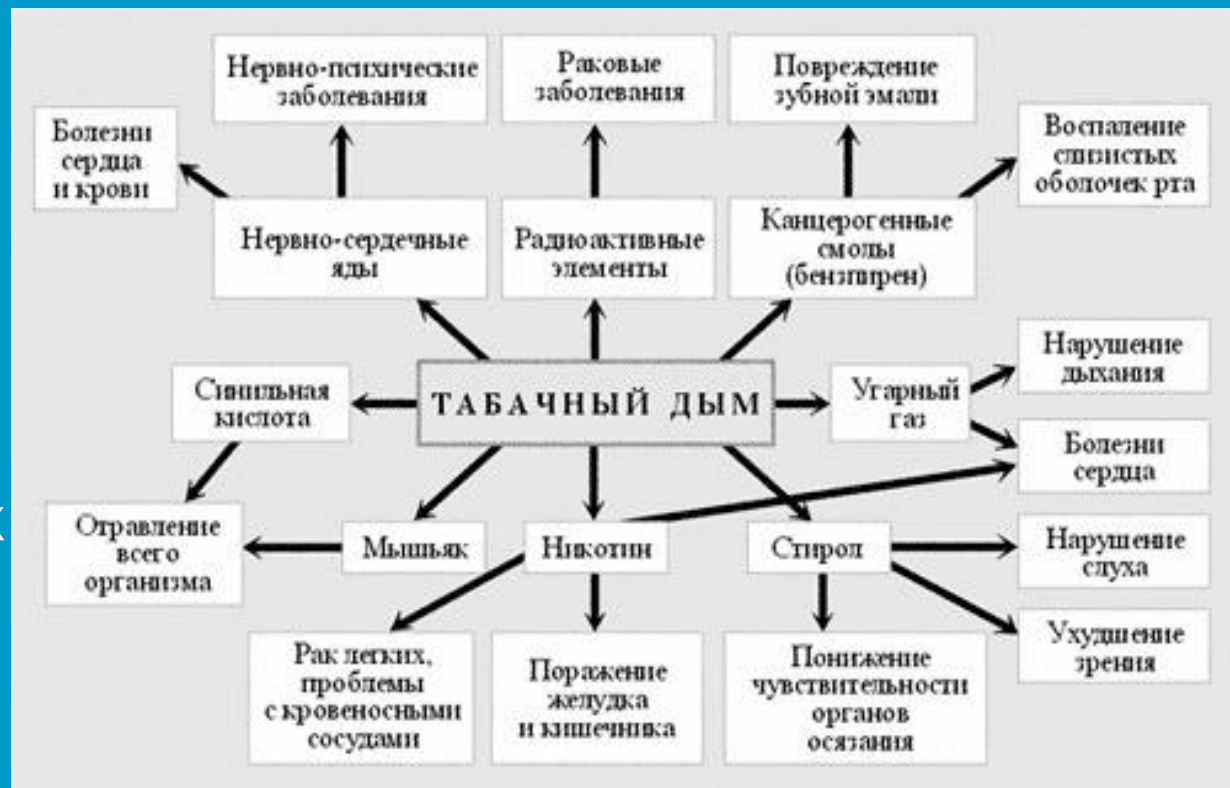 Нервно-психические
заболевания
Раковые
заболевания
Повреждение
зубной эмали
Болезни
сердца
и крови
Воспаление
слизистых
оболочек рта
Нервно-сердечные
яды
Радиоактивные
элементы
Канцерогенные
смолы
(бензпирен)
Синильная
кислота
ТАБАЧНЫЙ ДЫМ
Угарный
газ
Нарушение
дыхания
Болезни
сердца
Отравление
всего
организма
Мышьяк
Никотин
Стирол
Нарушение
слуха
Рак легких,
проблемы
с кровеносными
сосудами
Поражение
желудка
и кишечника
Понижение
чувствительности
органов
осязания
Ухудшение
зрения